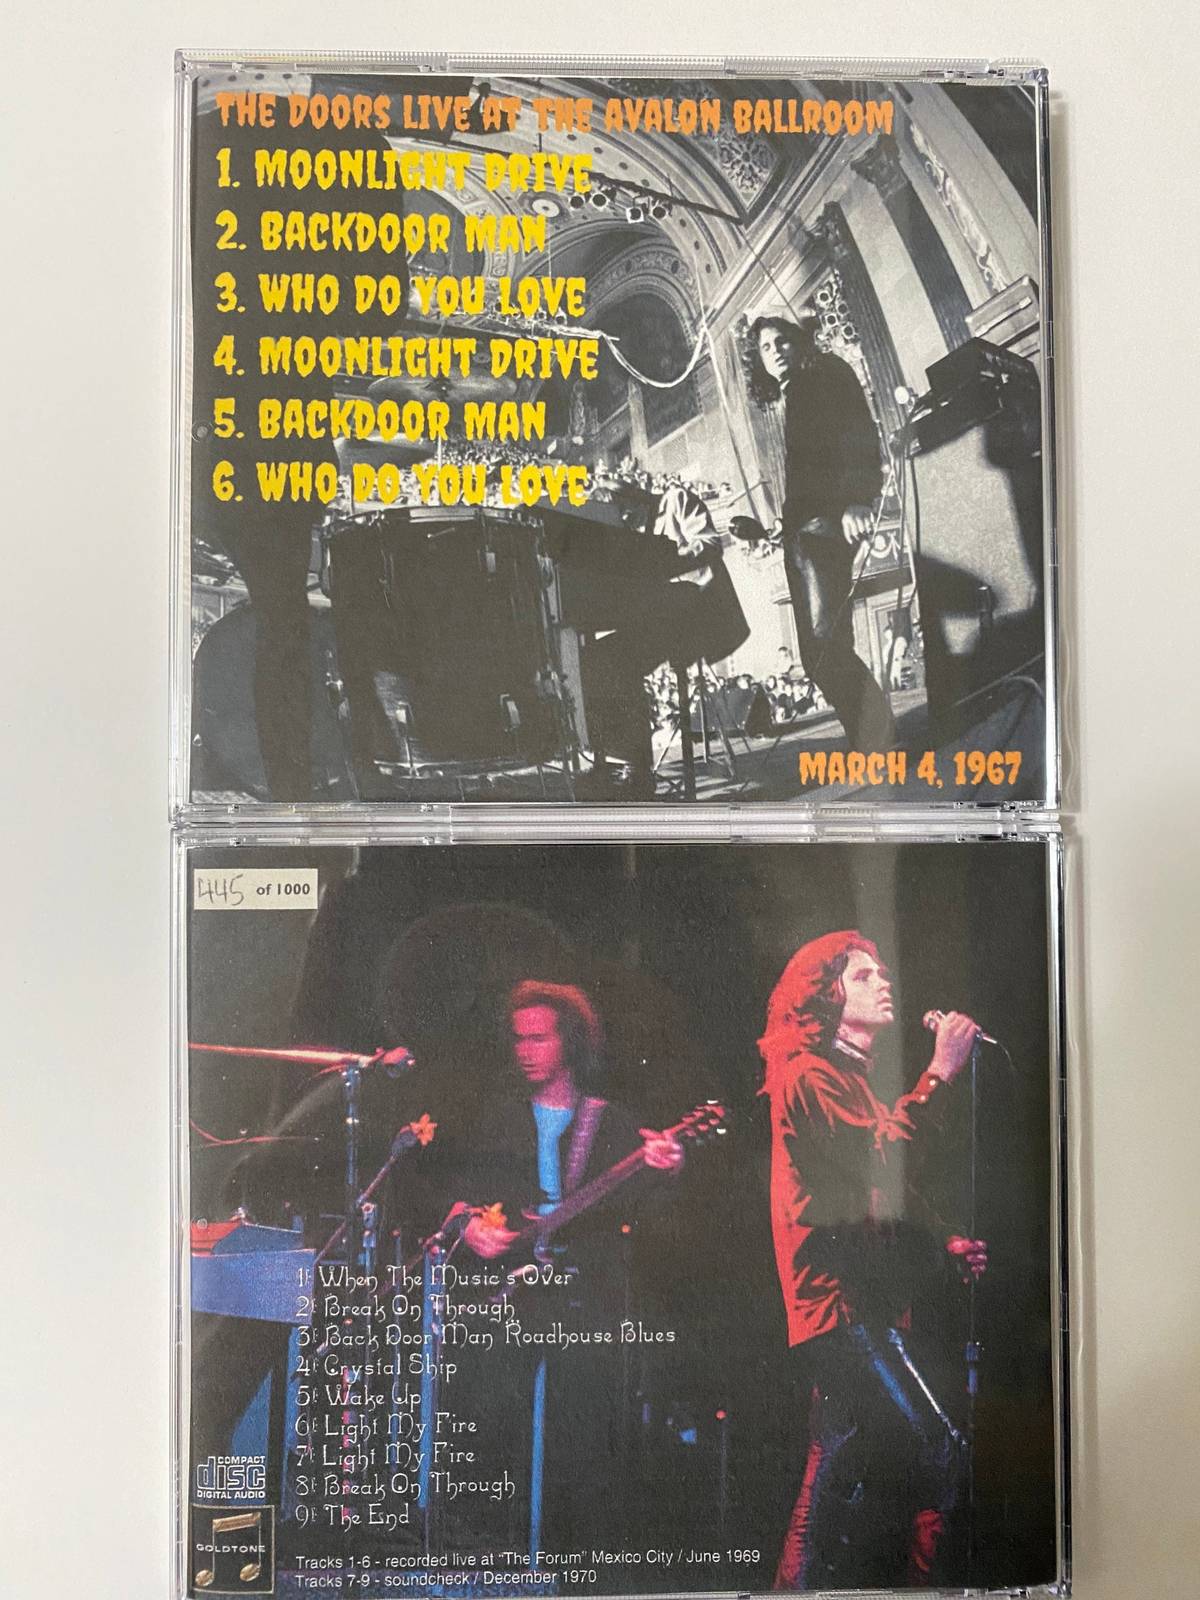 THE DOORS LIVE AT THE AVALON BALLROOM
1. MOONLIGHT DRIVE
2. BACKDOOR MAN
3. WHO DO YOU LOVE
4. MOONLIGHT DRIVE
5. BACKDOOR MAN
6. WHO DO YOU LOVE
MARCH 4, 1967
445 of 1000
1: When The Music's Over
2: Break On Through
3: Back Door Man Roadhouse Blues
4: Crystal Ship
5: Wake Up
6: Light My Fire
7: Light My Fire
8: Break On Through
9: The End
COMPACT
disc
DIGITAL AUDIO
GOLDTONE
Tracks 1-6 - recorded live at "The Forum" Mexico City / June 1969
Tracks 7-9 - soundcheck / December 1970